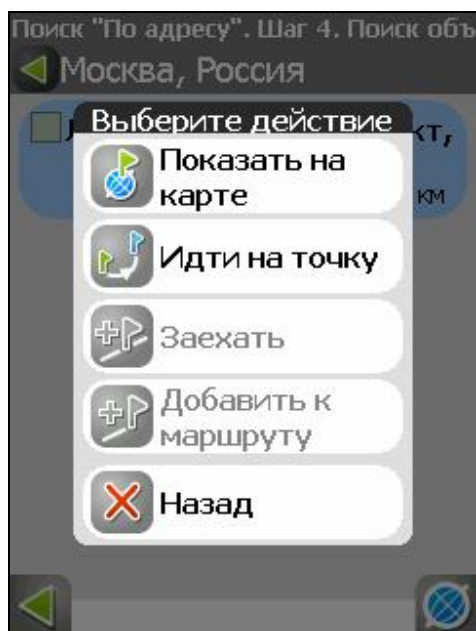 Поиск "По адресу". Шаг 4. Поиск объ
Москва, Россия
Выберите действие
кт,
Показать на
карте
км
Идти на точку
Заехать
Добавить к
маршруту
Назад